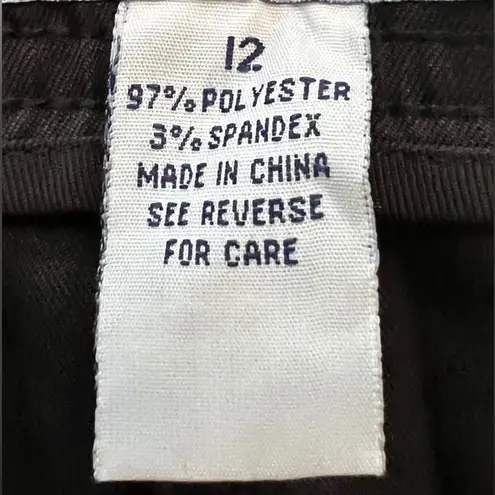 12
97% POLYESTER
3% SPANDEX
MADE IN CHINA
SEE REVERSE
FOR CARE